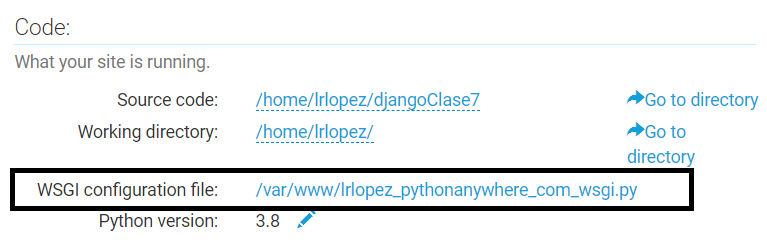 Code:
What your site is running.
Source code: /home/lrlopez/djangoClase7 Go to directory
Working directory: /home/lrlopez/ Go to
directory
WSGI configuration file: /var/www/lrlopez_pythonanywhere_com_wsgi.py
Python version: 3.8